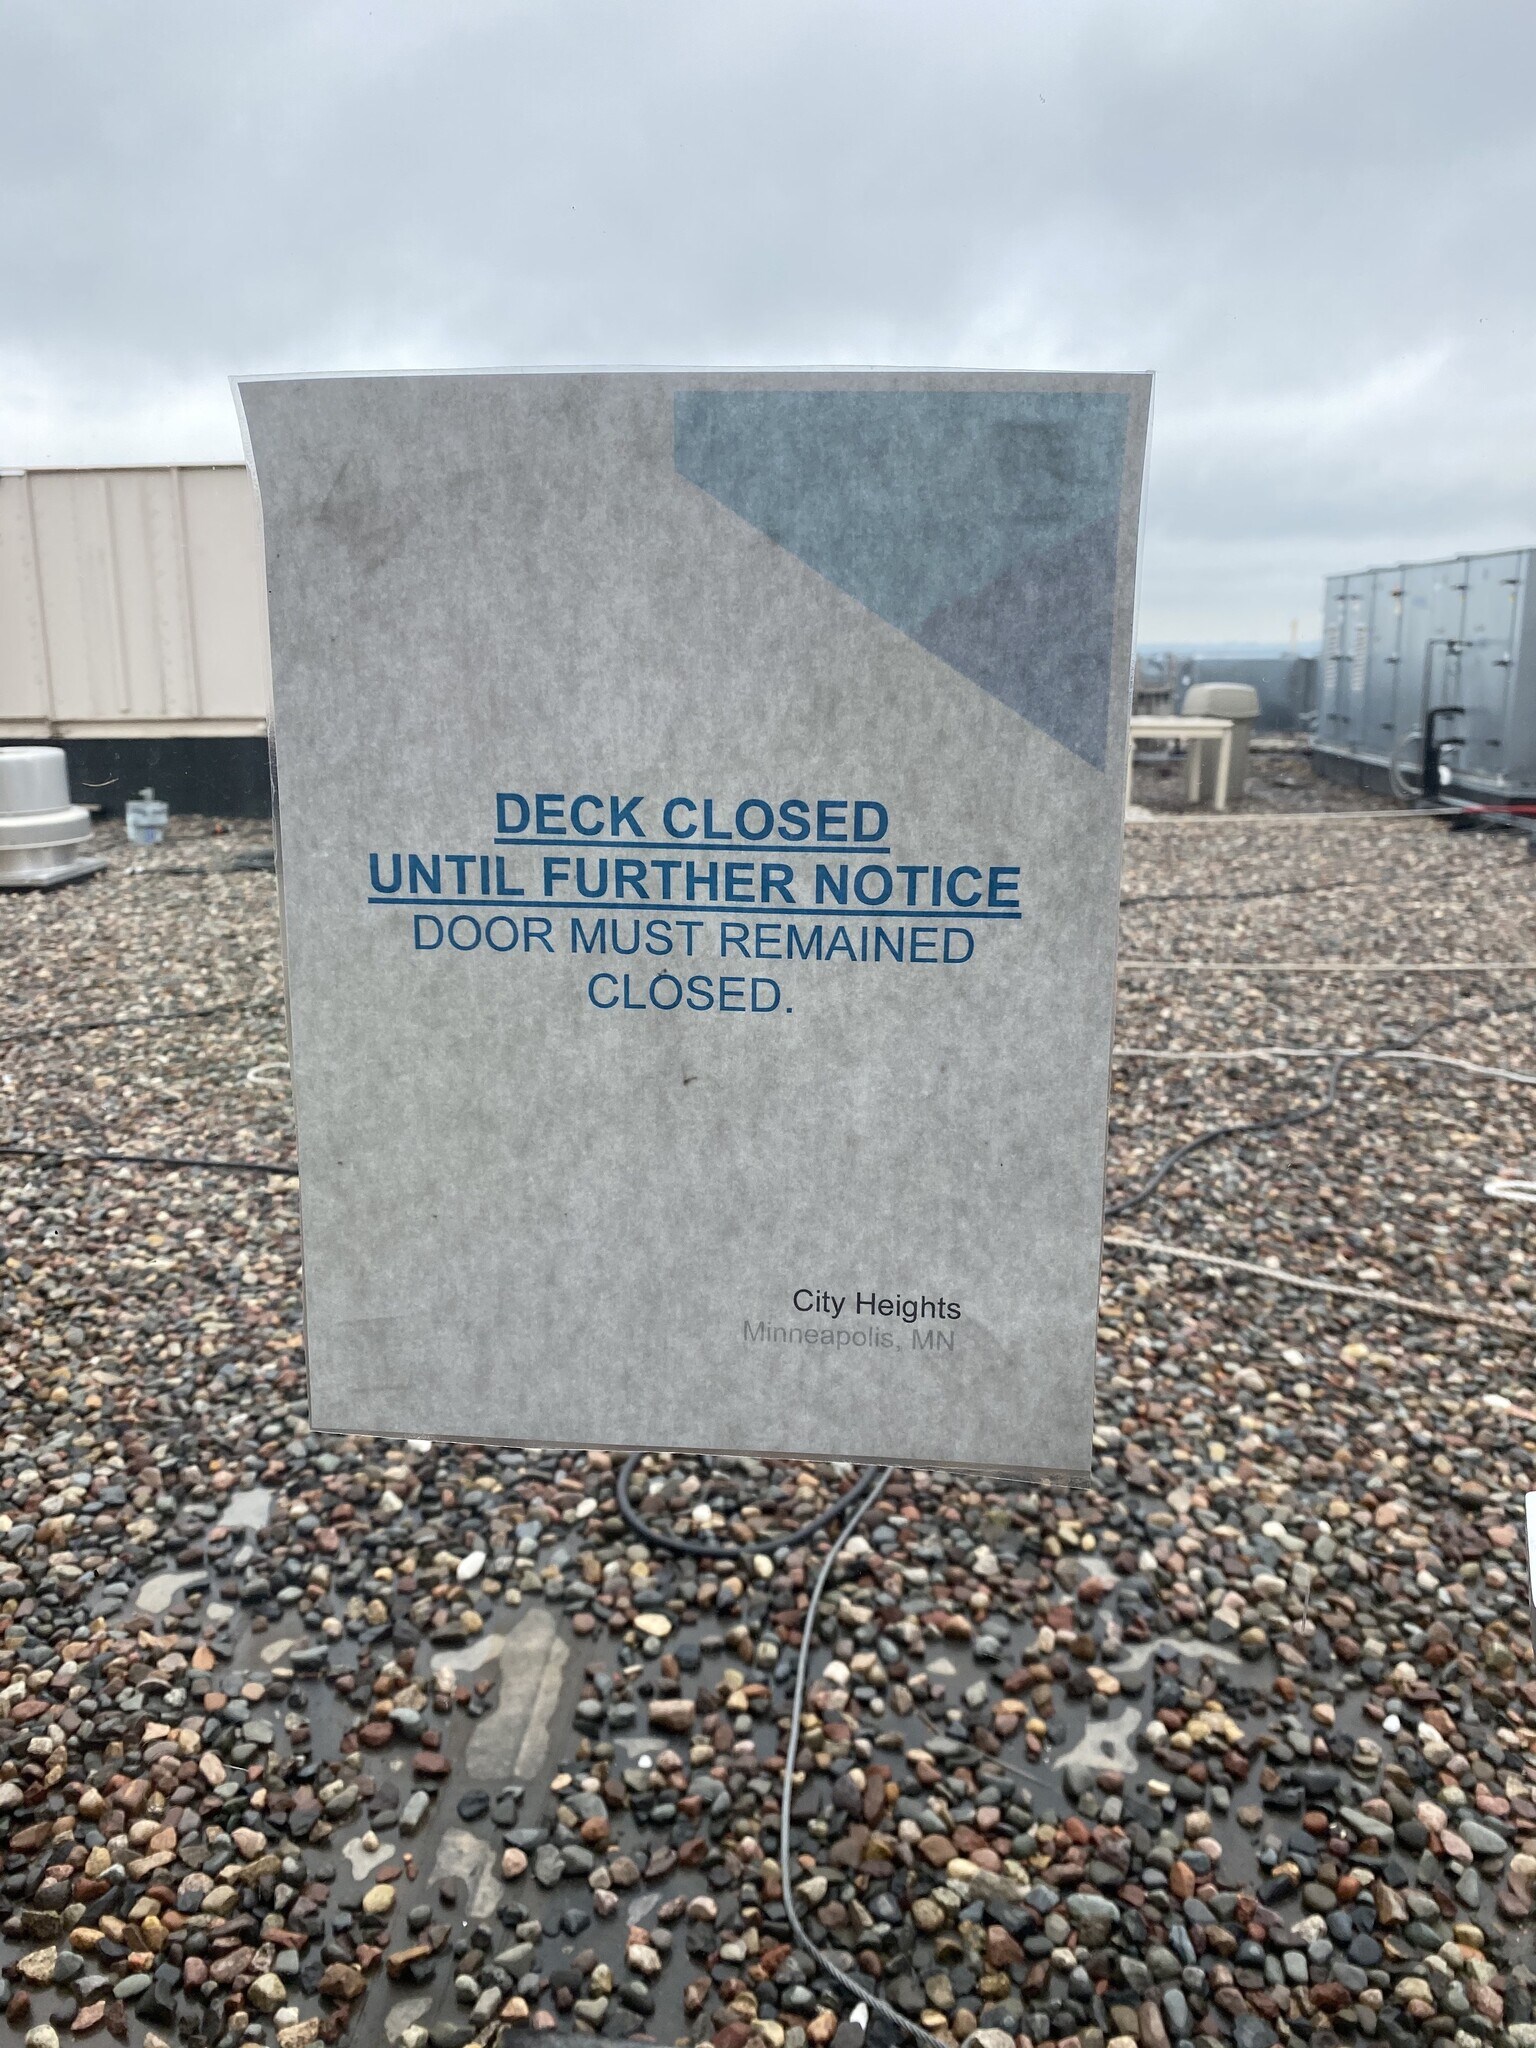 DECK CLOSED
UNTIL FURTHER NOTICE
DOOR MUST REMAINED
CLOSED.
City Heights
Minneapolis, MN